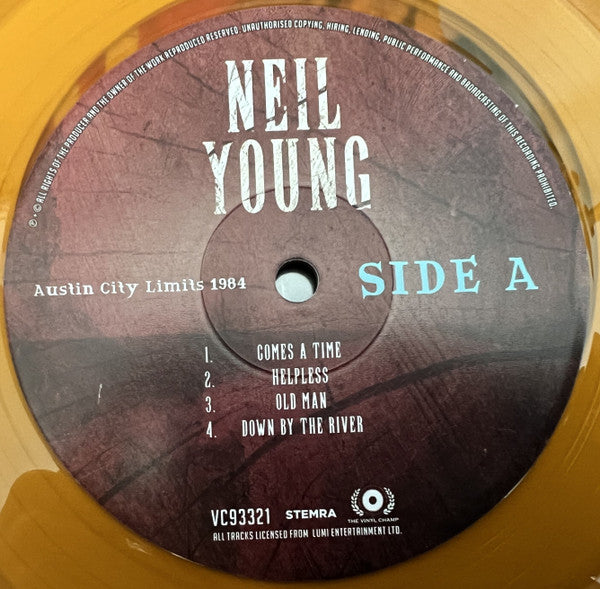 ℗ + © ALL RIGHTS OF THE PRODUCER AND THE OWNER OF THE WORK REPRODUCED RESERVED. UNAUTHORISED COPYING, HIRING, LENDING, PUBLIC PERFORMANCE AND BROADCASTING OF THIS RECORDING PROHIBITED.
NEIL
YOUNG
Austin City Limits 1984
SIDE A
1. COMES A TIME
2. HELPLESS
3. OLD MAN
4. DOWN BY THE RIVER
VC93321 STEMRA
THE VINYL CHAMP
ALL TRACKS LICENSED FROM LUMI ENTERTAINMENT LTD.